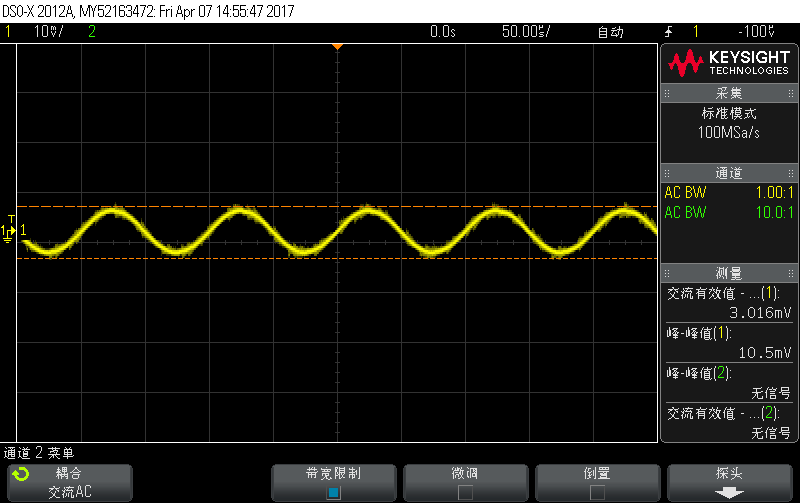 DSO-X 2012A, MY52163472: Fri Apr 07 14:55:47 2017
1 10mV/ 2 0.0s 50.00us/ 自动 1 -100uV
KEYSIGHT
TECHNOLOGIES
采集
标准模式
100MSa/s
通道
AC BW 1.00:1
AC BW 10.0:1
测量
交流有效值 - ...(1):
3.016mV
峰-峰值(1):
10.5mV
峰-峰值(2):
无信号
交流有效值 - ...(2):
无信号
T
1 1
通道 2 菜单
耦合
交流AC
带宽限制
微调
倒置
探头